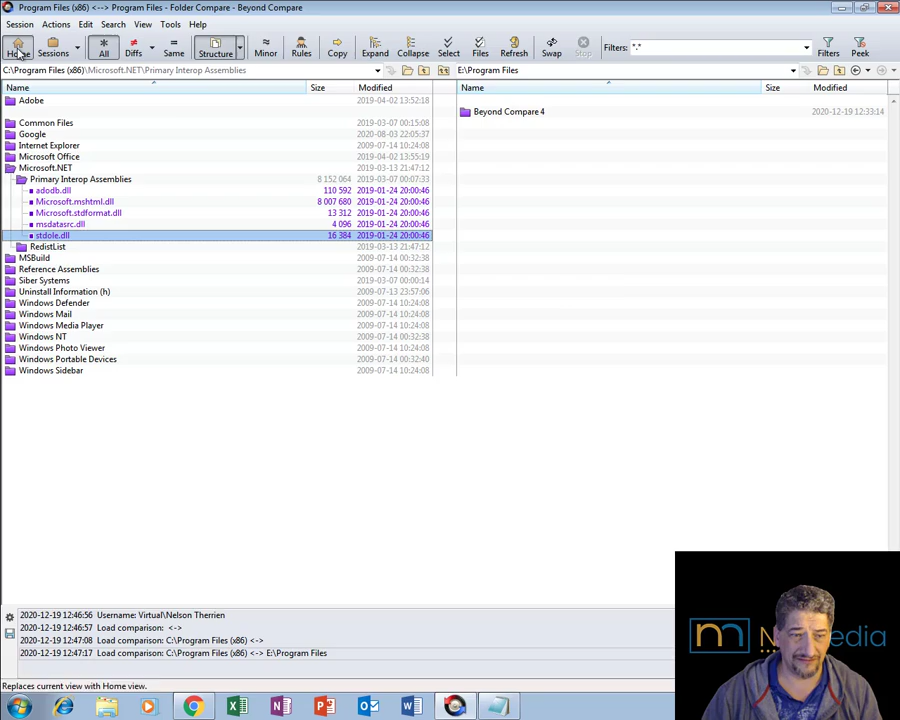 Program Files (x86) <--> Program Files - Folder Compare - Beyond Compare
Session Actions Edit Search View Tools Help
Home Sessions All Diffs Same Structure Minor Rules Copy Expand Collapse Select Files Refresh Swap Stop Filters: *.* Filters Peek
C:\Program Files (x86)\Microsoft.NET\Primary Interop Assemblies E:\Program Files
Name Size Modified Name Size Modified
Adobe 2019-04-02 13:52:18
Beyond Compare 4 2020-12-19 12:33:14
Common Files 2019-03-07 00:15:08
Google 2020-08-03 22:05:37
Internet Explorer 2009-07-14 10:24:08
Microsoft Office 2019-04-02 13:55:19
Microsoft.NET 2019-03-13 21:47:12
Primary Interop Assemblies 8 152 064 2019-03-07 00:07:33
adodb.dll 110 592 2019-01-24 20:00:46
Microsoft.mshtml.dll 8 007 680 2019-01-24 20:00:46
Microsoft.stdformat.dll 13 312 2019-01-24 20:00:46
msdatasrc.dll 4 096 2019-01-24 20:00:46
stdole.dll 16 384 2019-01-24 20:00:46
RedistList 2019-03-13 21:47:12
MSBuild 2009-07-14 00:32:38
Reference Assemblies 2009-07-14 00:32:38
Siber Systems 2019-03-07 00:00:14
Uninstall Information (h) 2009-07-13 23:57:06
Windows Defender 2009-07-14 10:24:08
Windows Mail 2009-07-14 10:24:08
Windows Media Player 2009-07-14 10:24:08
Windows NT 2009-07-14 00:32:38
Windows Photo Viewer 2009-07-14 10:24:08
Windows Portable Devices 2009-07-14 00:32:40
Windows Sidebar 2009-07-14 10:24:08
2020-12-19 12:46:56 Username: Virtual\Nelson Therrien
2020-12-19 12:46:57 Load comparison: <->
2020-12-19 12:47:08 Load comparison: C:\Program Files (x86) <->
2020-12-19 12:47:17 Load comparison: C:\Program Files (x86) <-> E:\Program Files
Replaces current view with Home view.